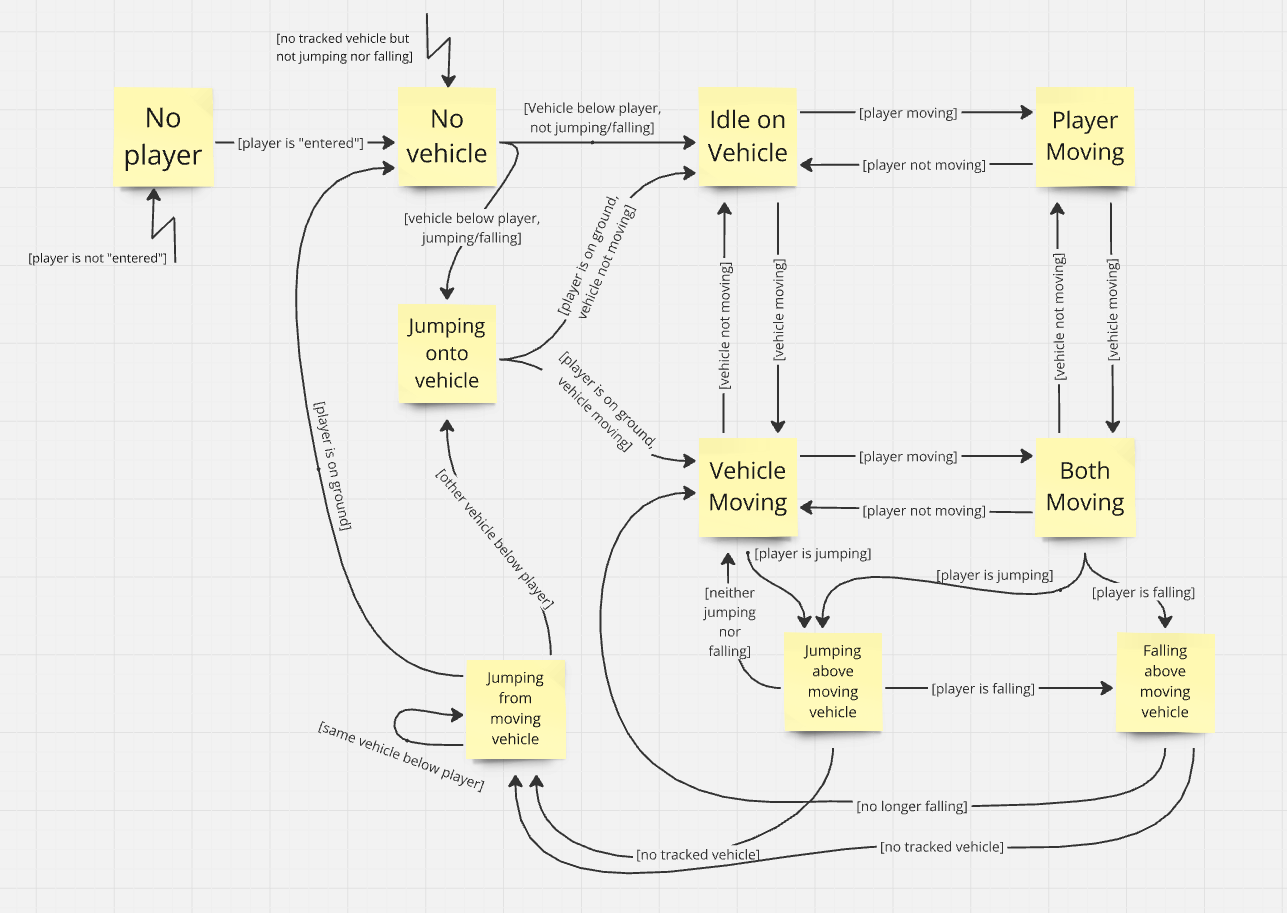 [no tracked vehicle but
not jumping nor falling]
No
player
[player is "entered"]
No
vehicle
[Vehicle below player,
not jumping/falling]
Idle on
Vehicle
[player moving]
[player not moving]
Player
Moving
[player is not "entered"]
[vehicle below player,
jumping/falling]
[player is on ground,
vehicle not moving]
[vehicle not moving]
[vehicle moving]
[vehicle not moving]
[vehicle moving]
Jumping
onto
vehicle
[player is on ground,
vehicle moving]
[player is on ground]
Vehicle
Moving
[player moving]
[player not moving]
Both
Moving
[other vehicle below player]
[player is jumping]
[player is jumping]
[player is falling]
[neither
jumping
nor
falling]
Jumping
from
moving
vehicle
Jumping
above
moving
vehicle
[player is falling]
Falling
above
moving
vehicle
[same vehicle below player]
[no longer falling]
[no tracked vehicle]
[no tracked vehicle]